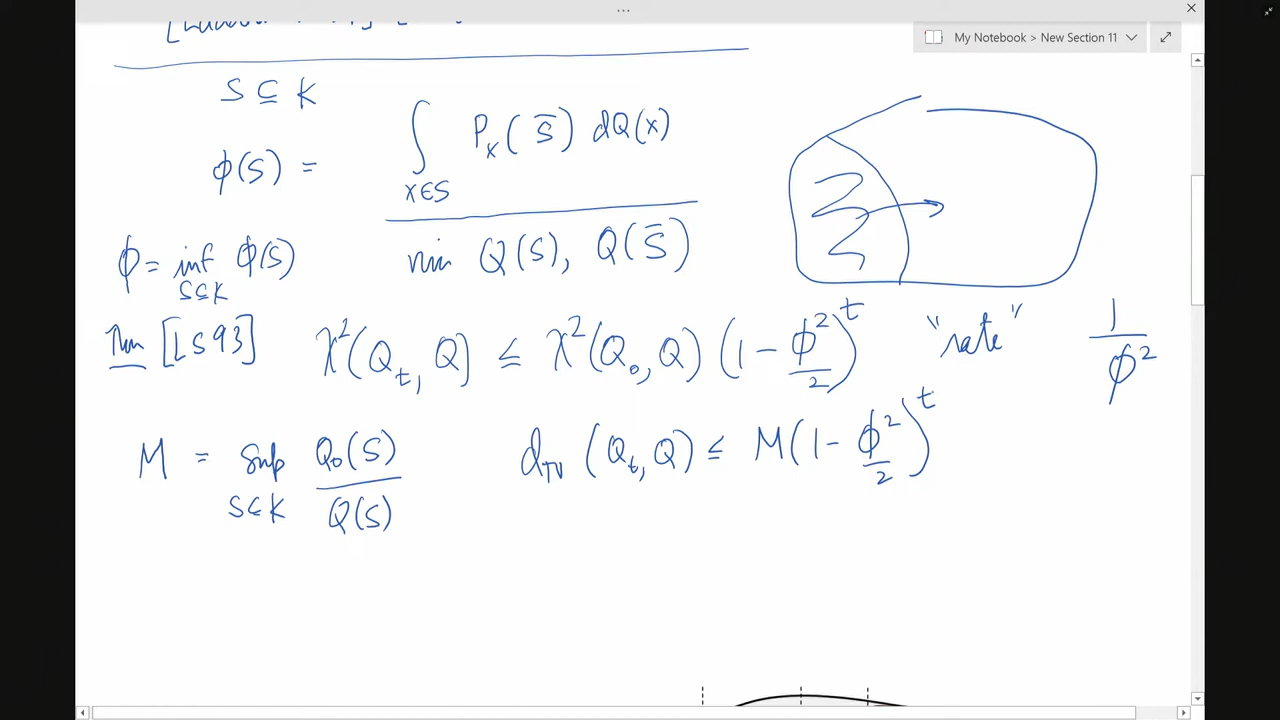 ...
My Notebook > New Section 11
S ⊆ K
ϕ(S) = ∫_{x∈S} P_x(S̄) dQ(x) / min Q(S), Q(S̄)
ϕ = inf_{S⊆K} ϕ(S)
Thm [LS93] χ²(Q_t, Q] ≤ χ²(Q_0, Q) (1 - ϕ²/2)^t "rate" 1/ϕ²
M = sup_{S⊆K} Q_0(S)/Q(S) d_TV (Q_t, Q) ≤ M(1 - ϕ²/2)^t